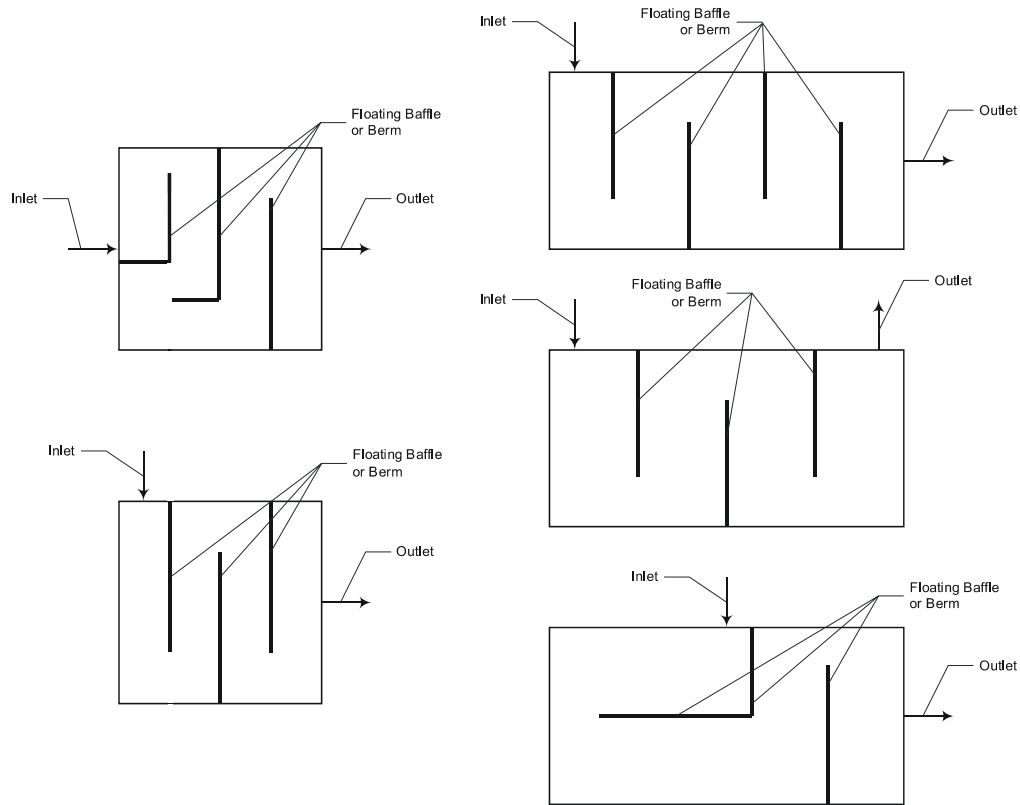 Floating Baffle
or Berm
Inlet
Outlet
Inlet
Floating Baffle
or Berm
Outlet
Inlet
Floating Baffle
or Berm
Outlet
Inlet
Floating Baffle
or Berm
Outlet
Inlet
Floating Baffle
or Berm
Outlet